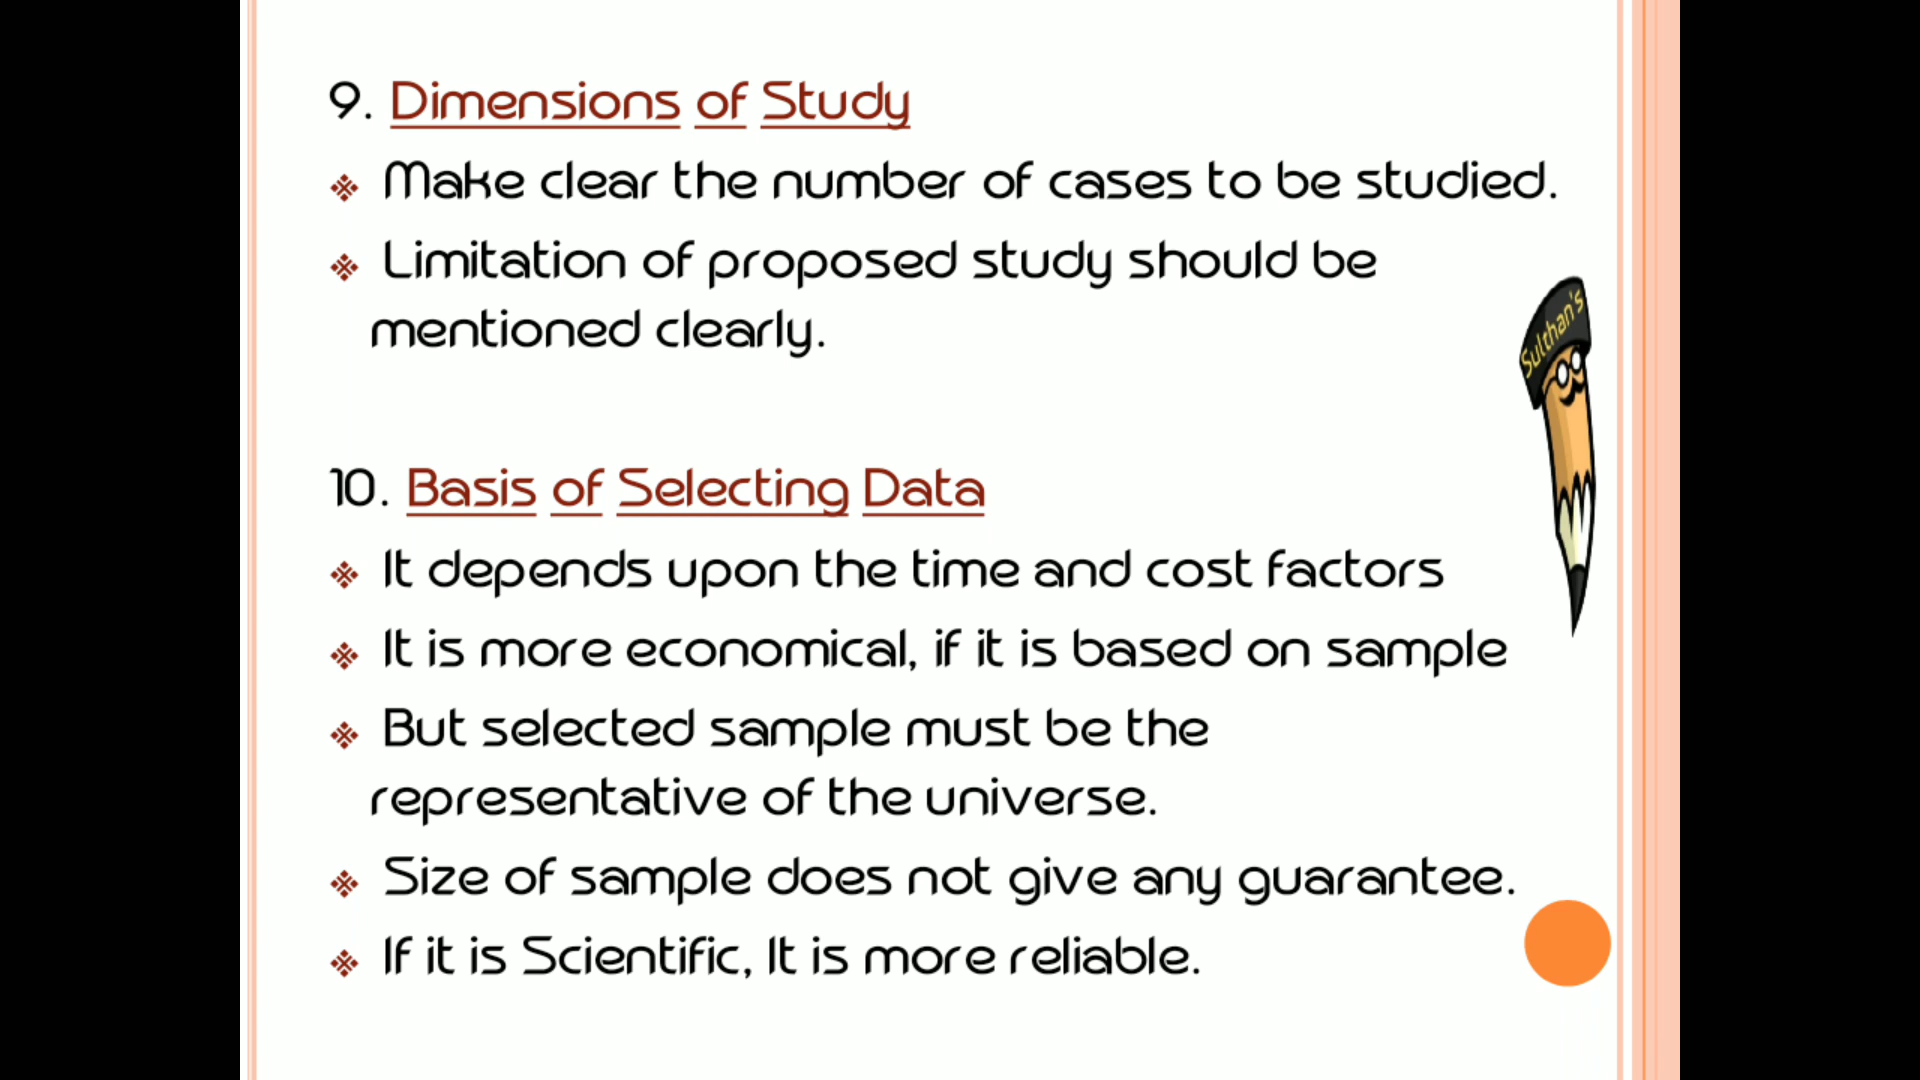 9. Dimensions of Study
❖ Make clear the number of cases to be studied.
❖ Limitation of proposed study should be
mentioned clearly.
Sulthan's
10. Basis of Selecting Data
❖ It depends upon the time and cost factors
❖ It is more economical, if it is based on sample
❖ But selected sample must be the
representative of the universe.
❖ Size of sample does not give any guarantee.
❖ If it is Scientific, It is more reliable.